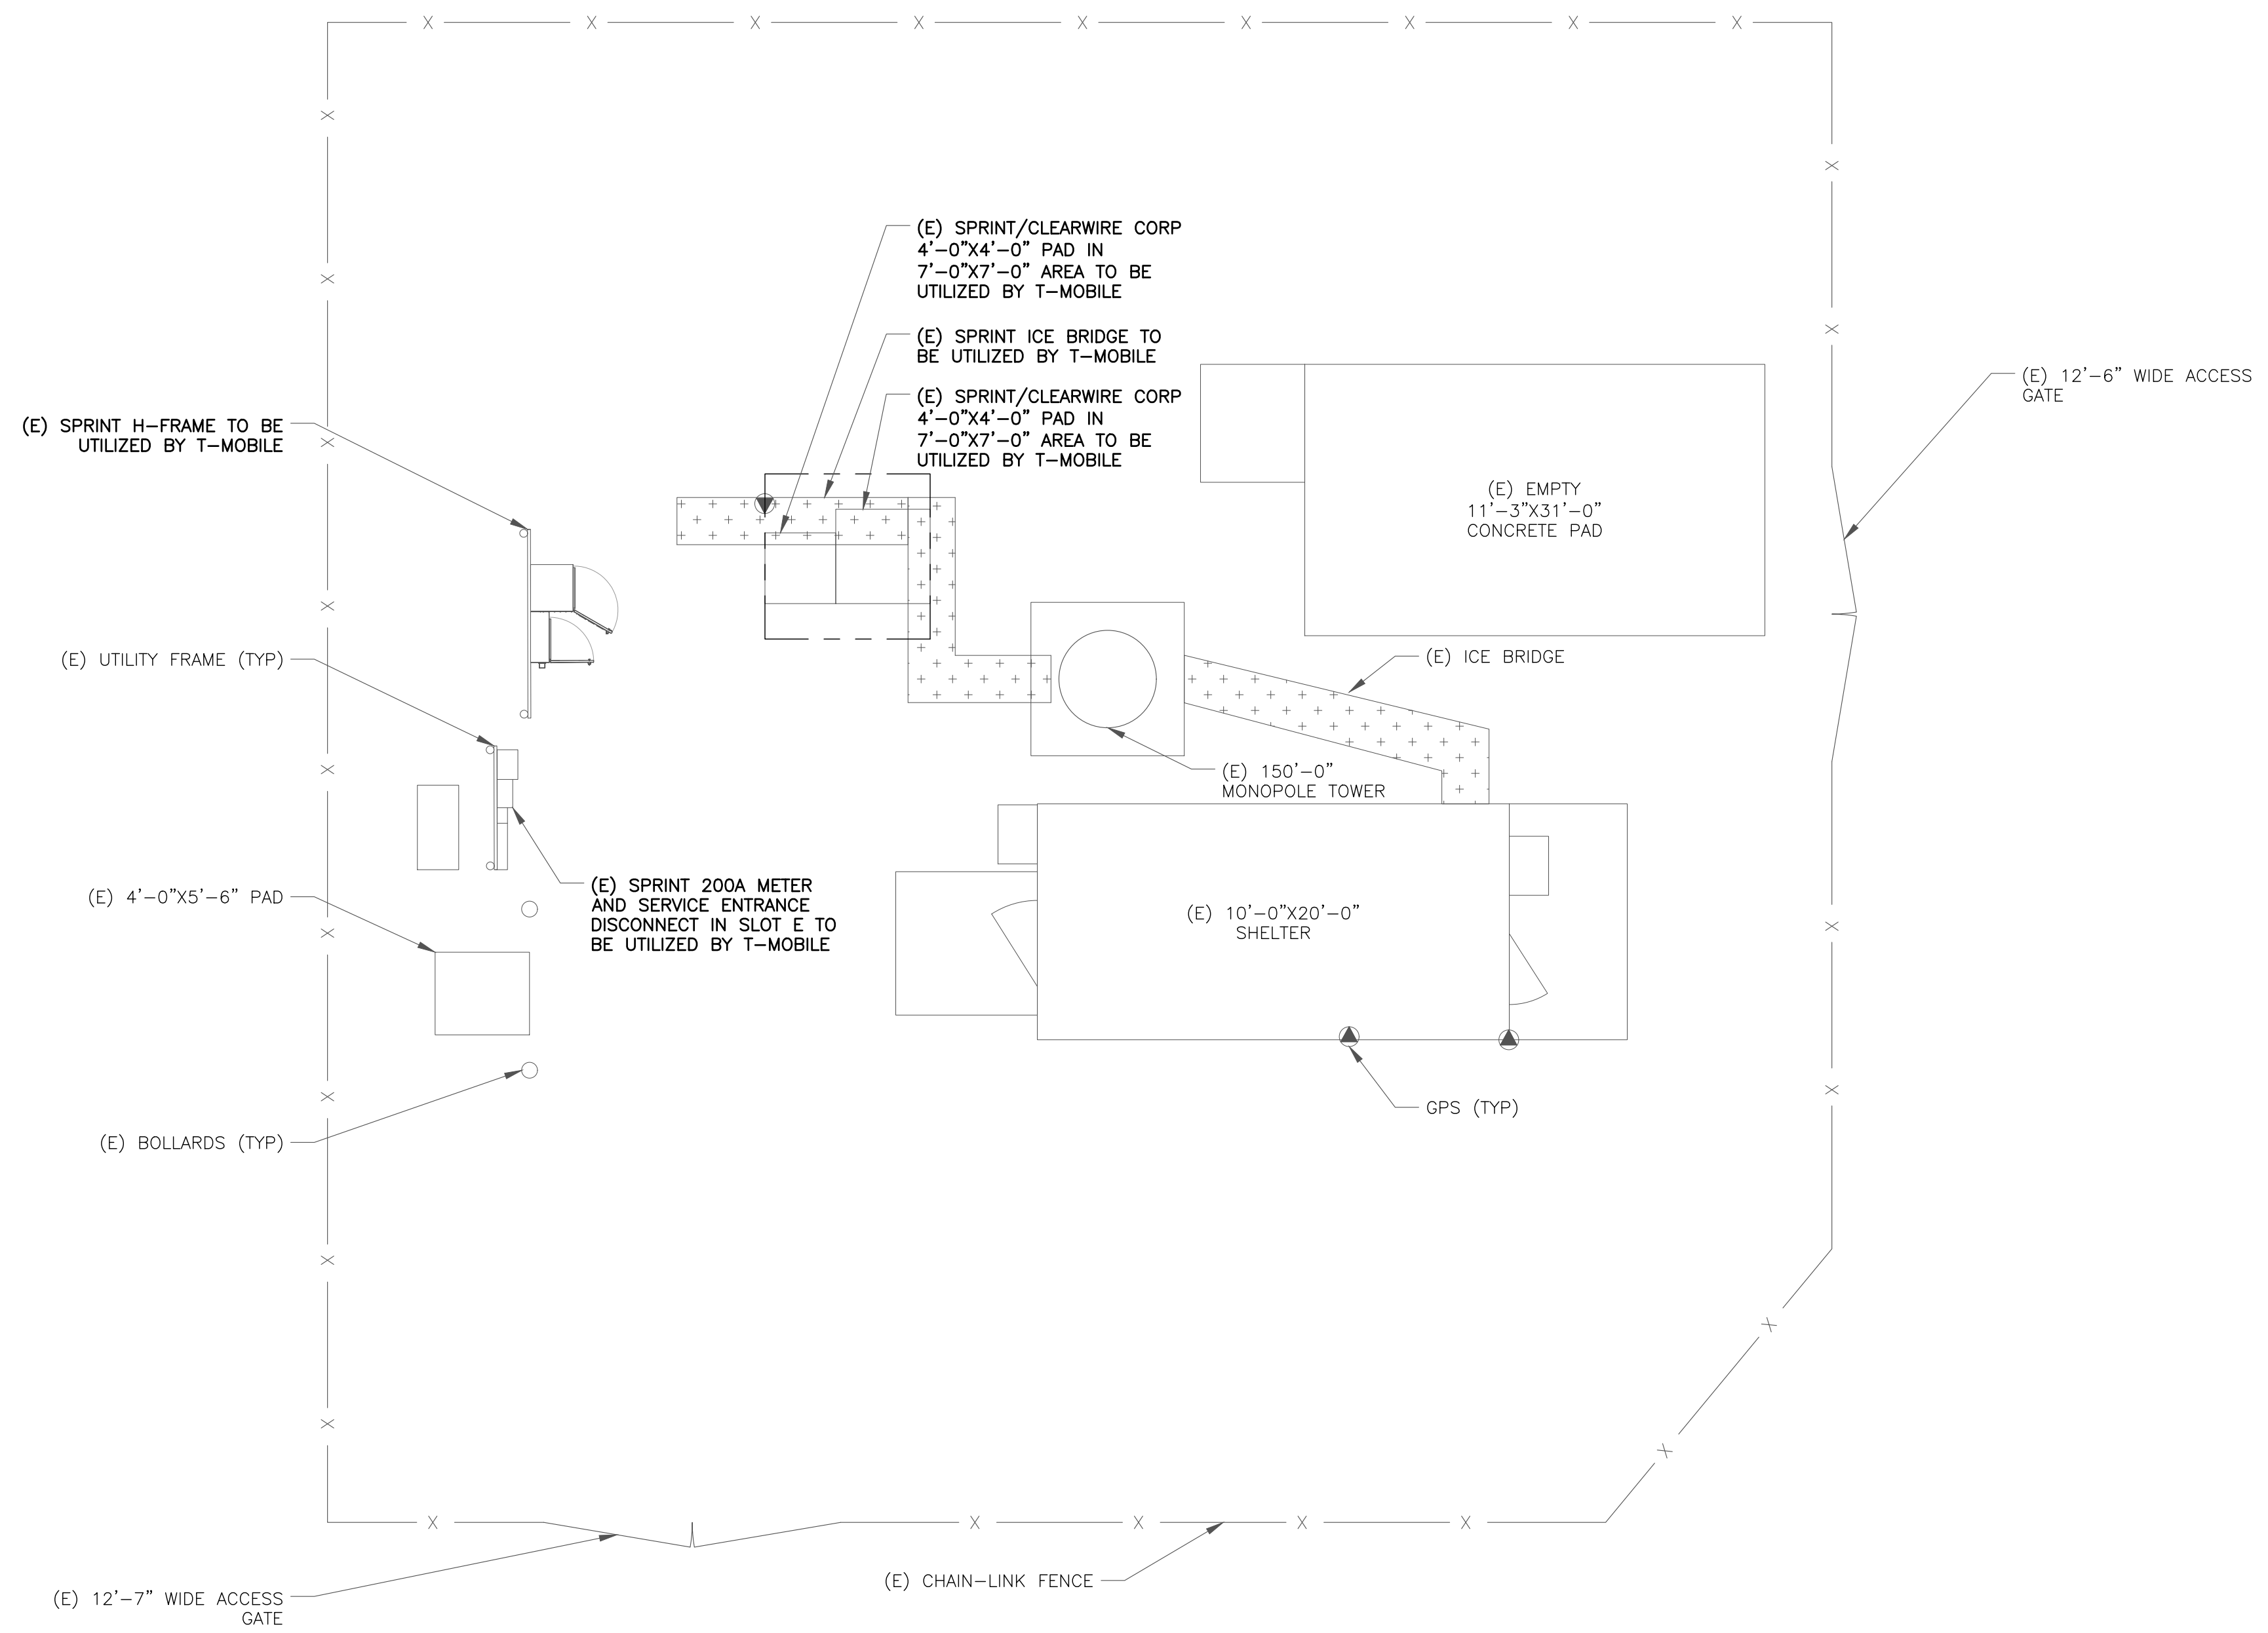 (E) SPRINT/CLEARWIRE CORP
4'-0"X4'-0" PAD IN
7'-0"X7'-0" AREA TO BE
UTILIZED BY T-MOBILE
(E) SPRINT ICE BRIDGE TO
BE UTILIZED BY T-MOBILE
(E) SPRINT/CLEARWIRE CORP
4'-0"X4'-0" PAD IN
7'-0"X7'-0" AREA TO BE
UTILIZED BY T-MOBILE
(E) 12'-6" WIDE ACCESS
GATE
(E) SPRINT H-FRAME TO BE
UTILIZED BY T-MOBILE
(E) EMPTY
11'-3"X31'-0"
CONCRETE PAD
(E) UTILITY FRAME (TYP)
(E) ICE BRIDGE
(E) 150'-0"
MONOPOLE TOWER
(E) 4'-0"X5'-6" PAD
(E) SPRINT 200A METER
AND SERVICE ENTRANCE
DISCONNECT IN SLOT E TO
BE UTILIZED BY T-MOBILE
(E) 10'-0"X20'-0"
SHELTER
GPS (TYP)
(E) BOLLARDS (TYP)
(E) CHAIN-LINK FENCE
(E) 12'-7" WIDE ACCESS
GATE